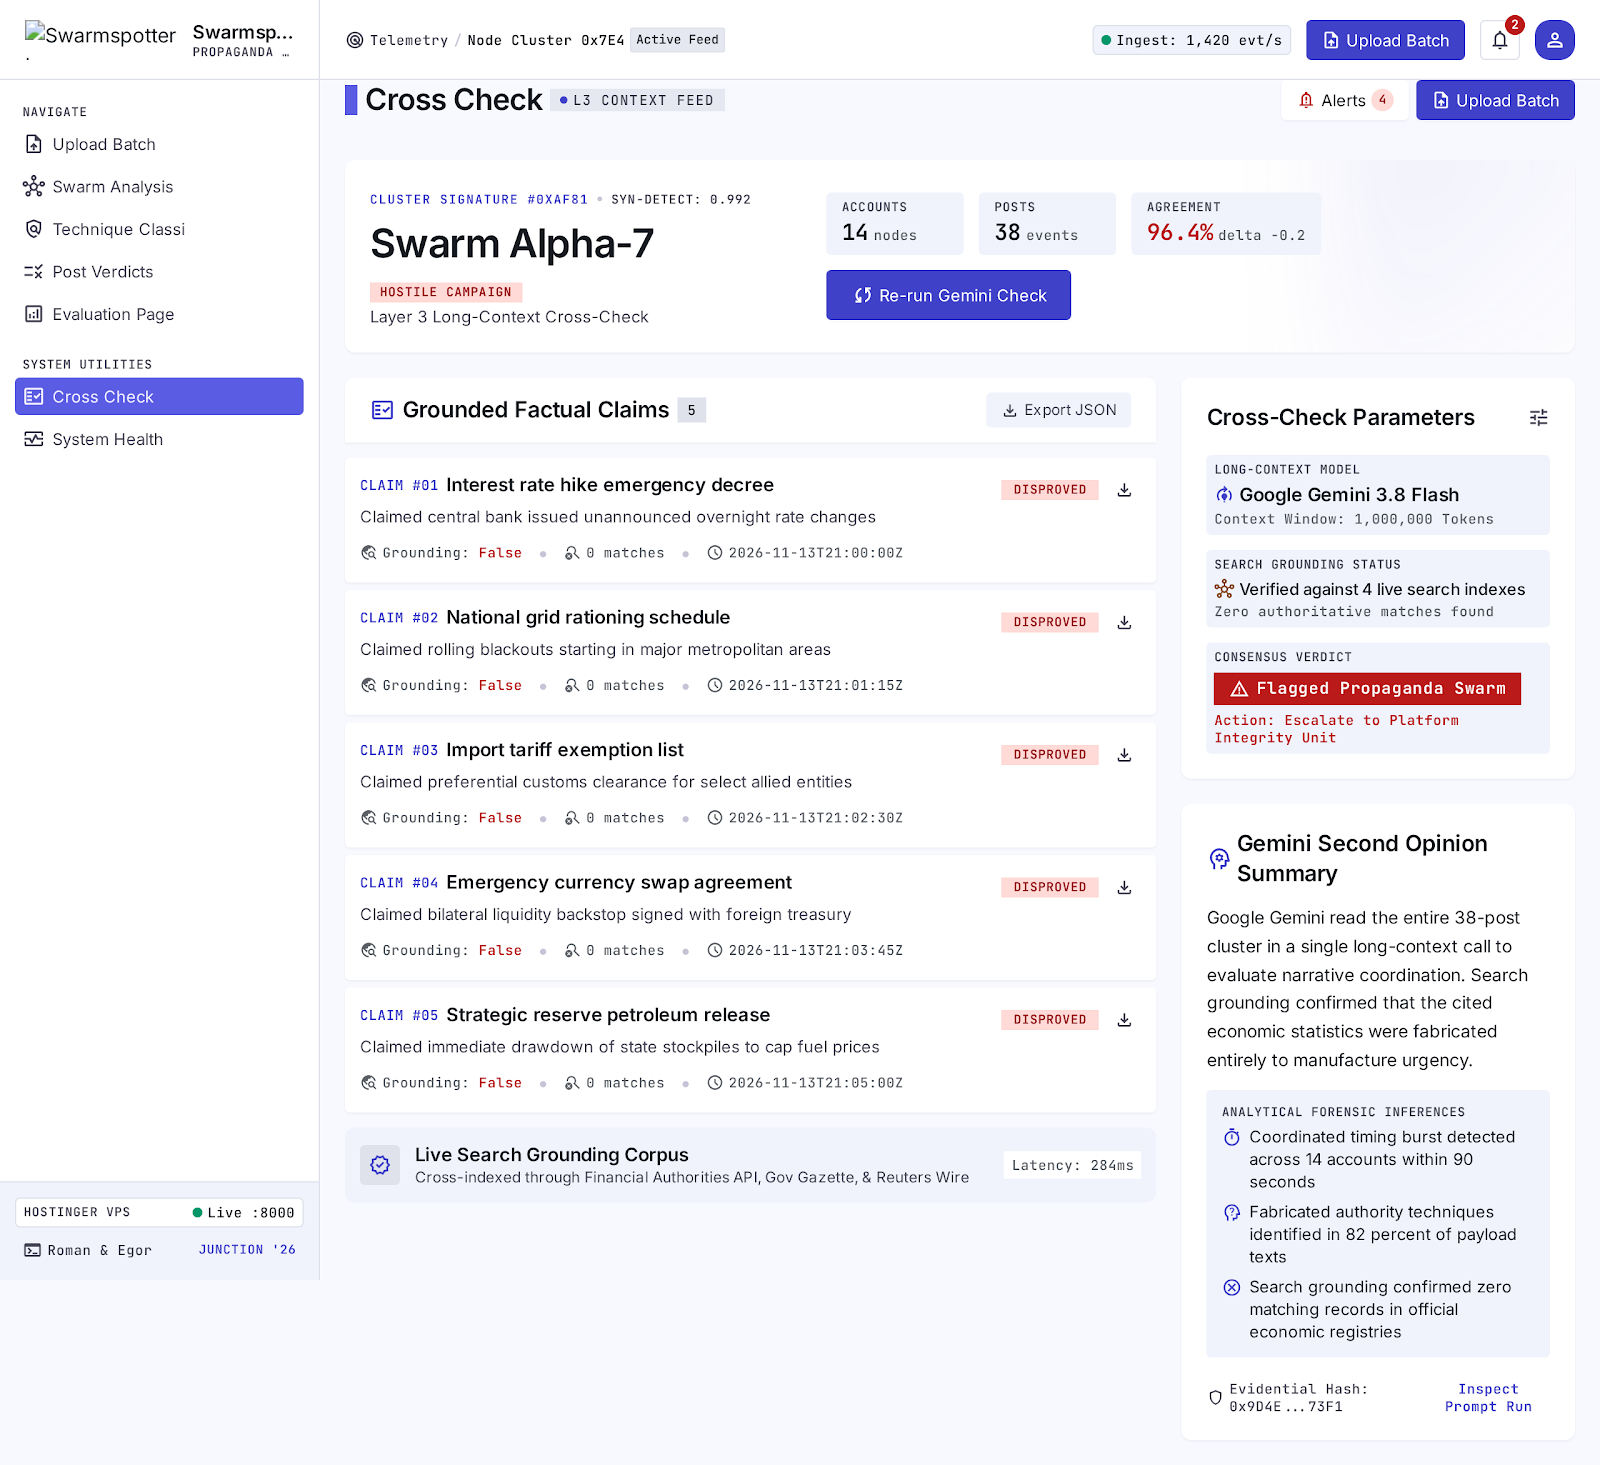 Swarmspotter
.
Swarmsp...
PROPAGANDA …
Telemetry / Node Cluster 0x7E4 Active Feed
Ingest: 1,420 evt/s
Upload Batch
2
NAVIGATE
Upload Batch
Swarm Analysis
Technique Classi
Post Verdicts
Evaluation Page
SYSTEM UTILITIES
Cross Check
System Health
HOSTINGER VPS
Live :8000
Roman & Egor
JUNCTION '26
Cross Check
L3 CONTEXT FEED
Alerts 4
Upload Batch
CLUSTER SIGNATURE #0XAF81 • SYN-DETECT: 0.992
Swarm Alpha-7
HOSTILE CAMPAIGN
Layer 3 Long-Context Cross-Check
ACCOUNTS
14 nodes
POSTS
38 events
AGREEMENT
96.4% delta -0.2
Re-run Gemini Check
Grounded Factual Claims 5
Export JSON
CLAIM #01 Interest rate hike emergency decree
DISPROVED
Claimed central bank issued unannounced overnight rate changes
Grounding: False • 0 matches • 2026-11-13T21:00:00Z
CLAIM #02 National grid rationing schedule
DISPROVED
Claimed rolling blackouts starting in major metropolitan areas
Grounding: False • 0 matches • 2026-11-13T21:01:15Z
CLAIM #03 Import tariff exemption list
DISPROVED
Claimed preferential customs clearance for select allied entities
Grounding: False • 0 matches • 2026-11-13T21:02:30Z
CLAIM #04 Emergency currency swap agreement
DISPROVED
Claimed bilateral liquidity backstop signed with foreign treasury
Grounding: False • 0 matches • 2026-11-13T21:03:45Z
CLAIM #05 Strategic reserve petroleum release
DISPROVED
Claimed immediate drawdown of state stockpiles to cap fuel prices
Grounding: False • 0 matches • 2026-11-13T21:05:00Z
Live Search Grounding Corpus
Cross-indexed through Financial Authorities API, Gov Gazette, & Reuters Wire
Latency: 284ms
Cross-Check Parameters
LONG-CONTEXT MODEL
Google Gemini 3.8 Flash
Context Window: 1,000,000 Tokens
SEARCH GROUNDING STATUS
Verified against 4 live search indexes
Zero authoritative matches found
CONSENSUS VERDICT
Flagged Propaganda Swarm
Action: Escalate to Platform
Integrity Unit
Gemini Second Opinion
Summary
Google Gemini read the entire 38-post
cluster in a single long-context call to
evaluate narrative coordination. Search
grounding confirmed that the cited
economic statistics were fabricated
entirely to manufacture urgency.
ANALYTICAL FORENSIC INFERENCES
Coordinated timing burst detected
across 14 accounts within 90
seconds
Fabricated authority techniques
identified in 82 percent of payload
texts
Search grounding confirmed zero
matching records in official
economic registries
Evidential Hash:
0x9D4E...73F1
Inspect
Prompt Run